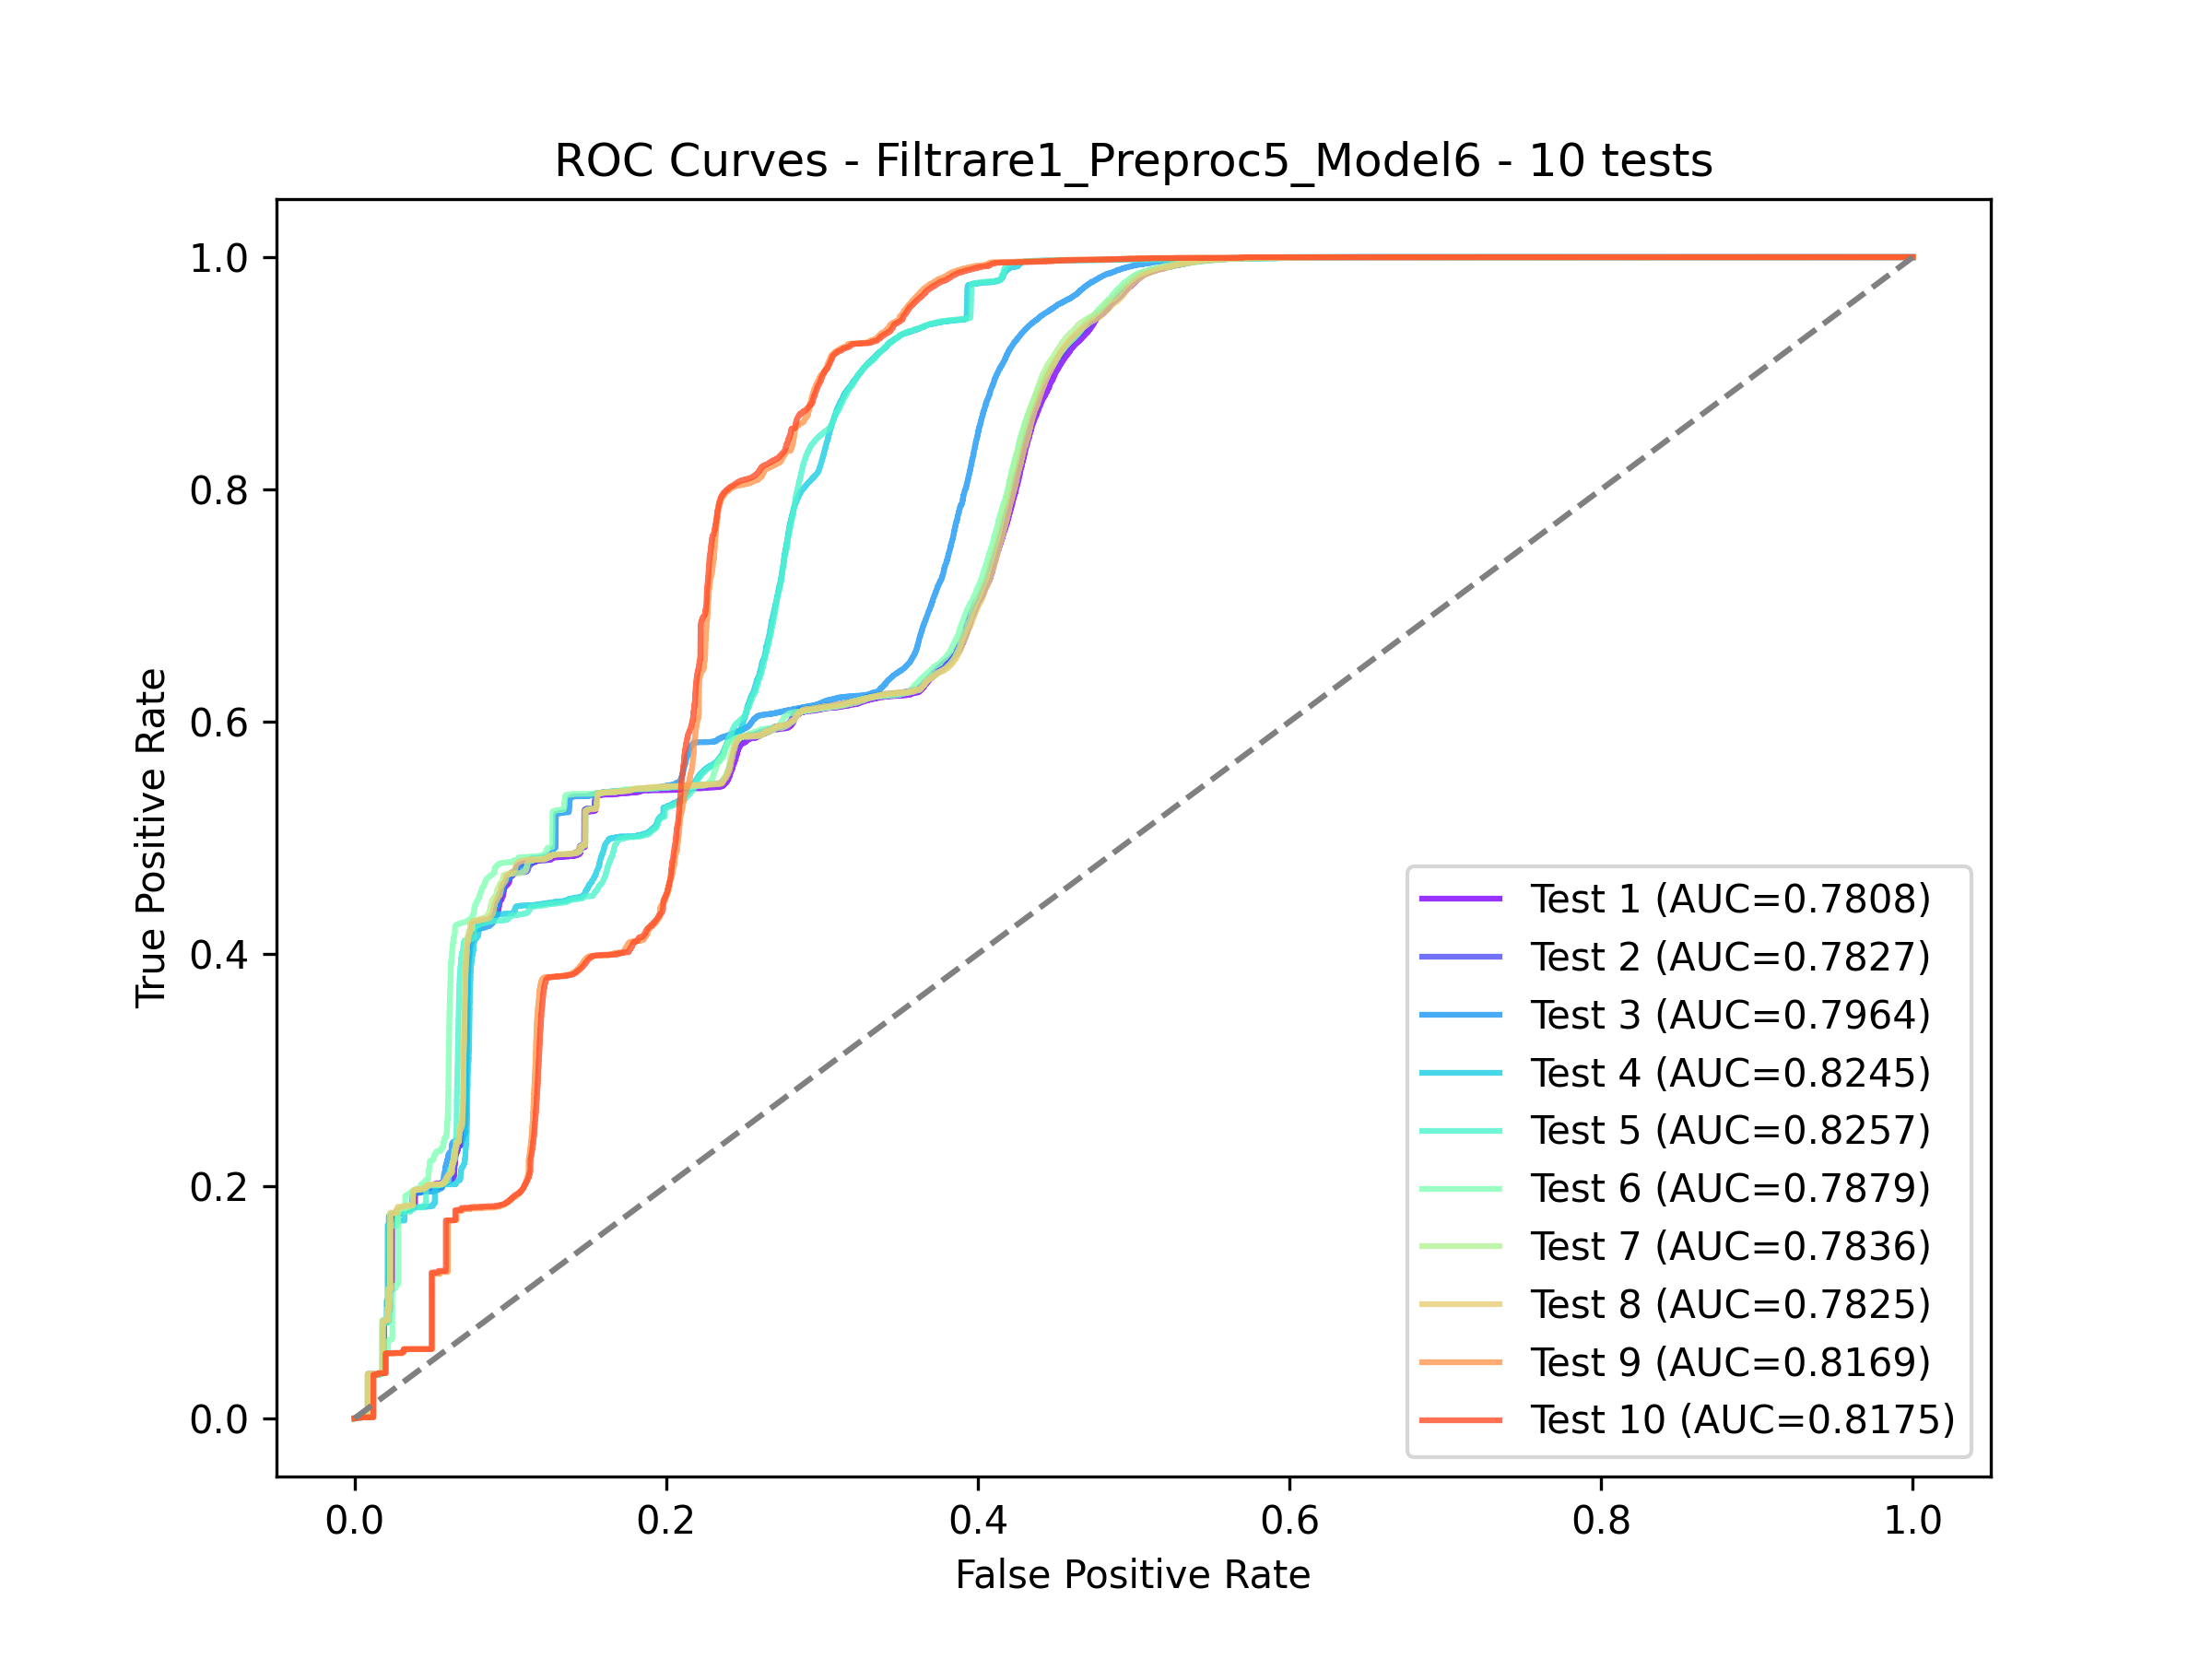 ROC Curves - Filtrare1_Preproc5_Model6 - 10 tests
True Positive Rate
1.0
0.8
0.6
0.4
0.2
0.0
Test 1 (AUC=0.7808)
Test 2 (AUC=0.7827)
Test 3 (AUC=0.7964)
Test 4 (AUC=0.8245)
Test 5 (AUC=0.8257)
Test 6 (AUC=0.7879)
Test 7 (AUC=0.7836)
Test 8 (AUC=0.7825)
Test 9 (AUC=0.8169)
Test 10 (AUC=0.8175)
0.0 0.2 0.4 0.6 0.8 1.0
False Positive Rate